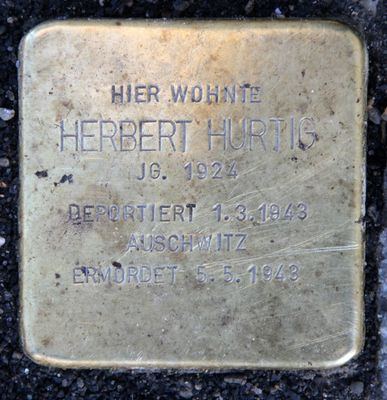 HIER WOHNTE
HERBERT HURTIG
JG. 1924
DEPORTIERT 1.3.1943
AUSCHWITZ
ERMORDET 5.5.1943